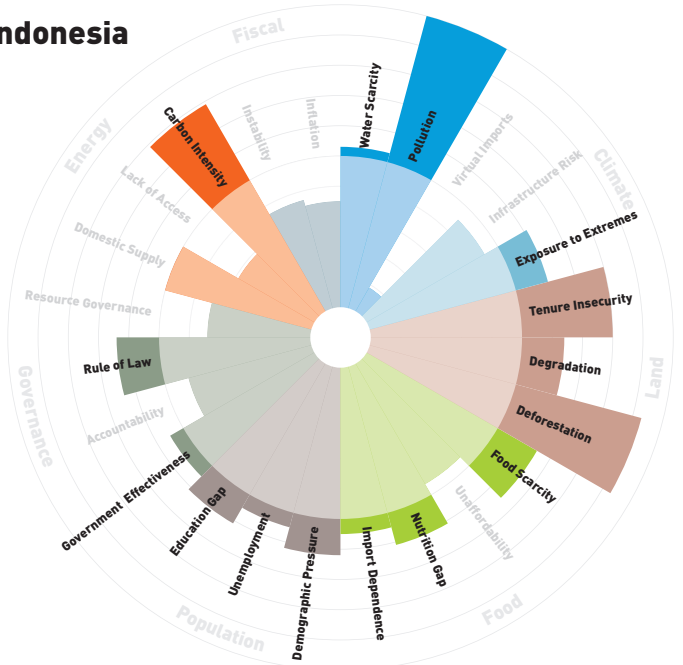 ndonesia
Fiscal
Inflation
Instability
Water Scarcity
Pollution
Virtual Imports
Climate
Infrastructure Risk
Exposure to Extremes
Land
Tenure Insecurity
Degradation
Deforestation
Food
Food Scarcity
Unaffordability
Nutrition Gap
Import Dependence
Population
Demographic Pressure
Unemployment
Education Gap
Governance
Government Effectiveness
Accountability
Rule of Law
Resource Governance
Energy
Domestic Supply
Lack of Access
Carbon Intensity